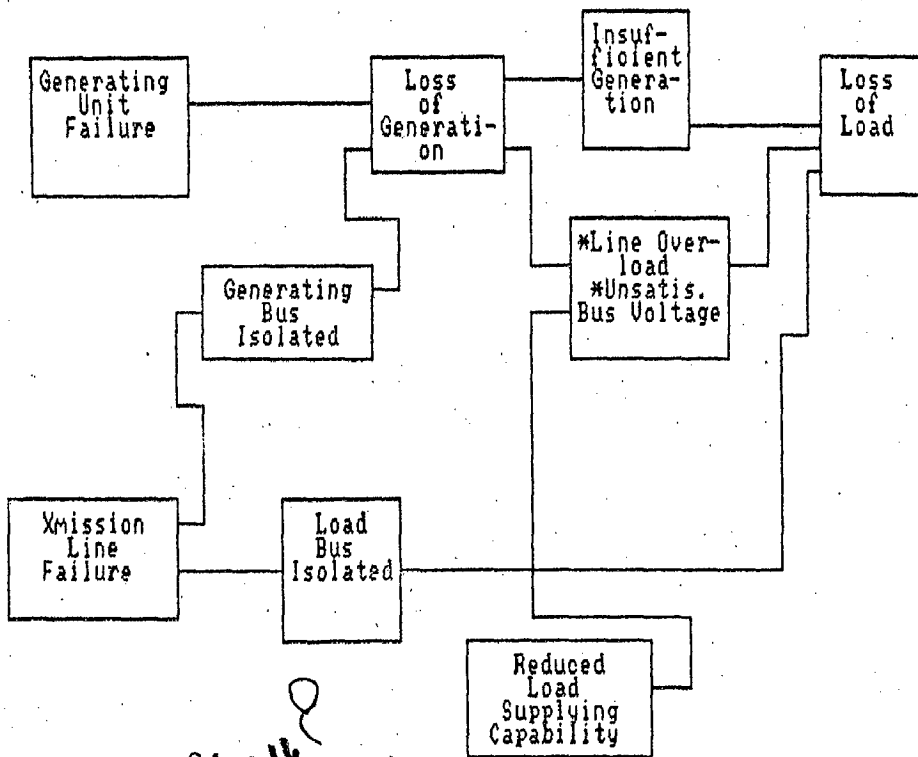 Generating
Unit
Failure
Loss
of
Generati-
on
Insuf-
ficient
Genera-
tion
Loss
of
Load
*Line Over-
load
*Unsatis.
Bus Voltage
Generating
Bus
Isolated
Xmission
Line
Failure
Load
Bus
Isolated
Reduced
Load
Supplying
Capability